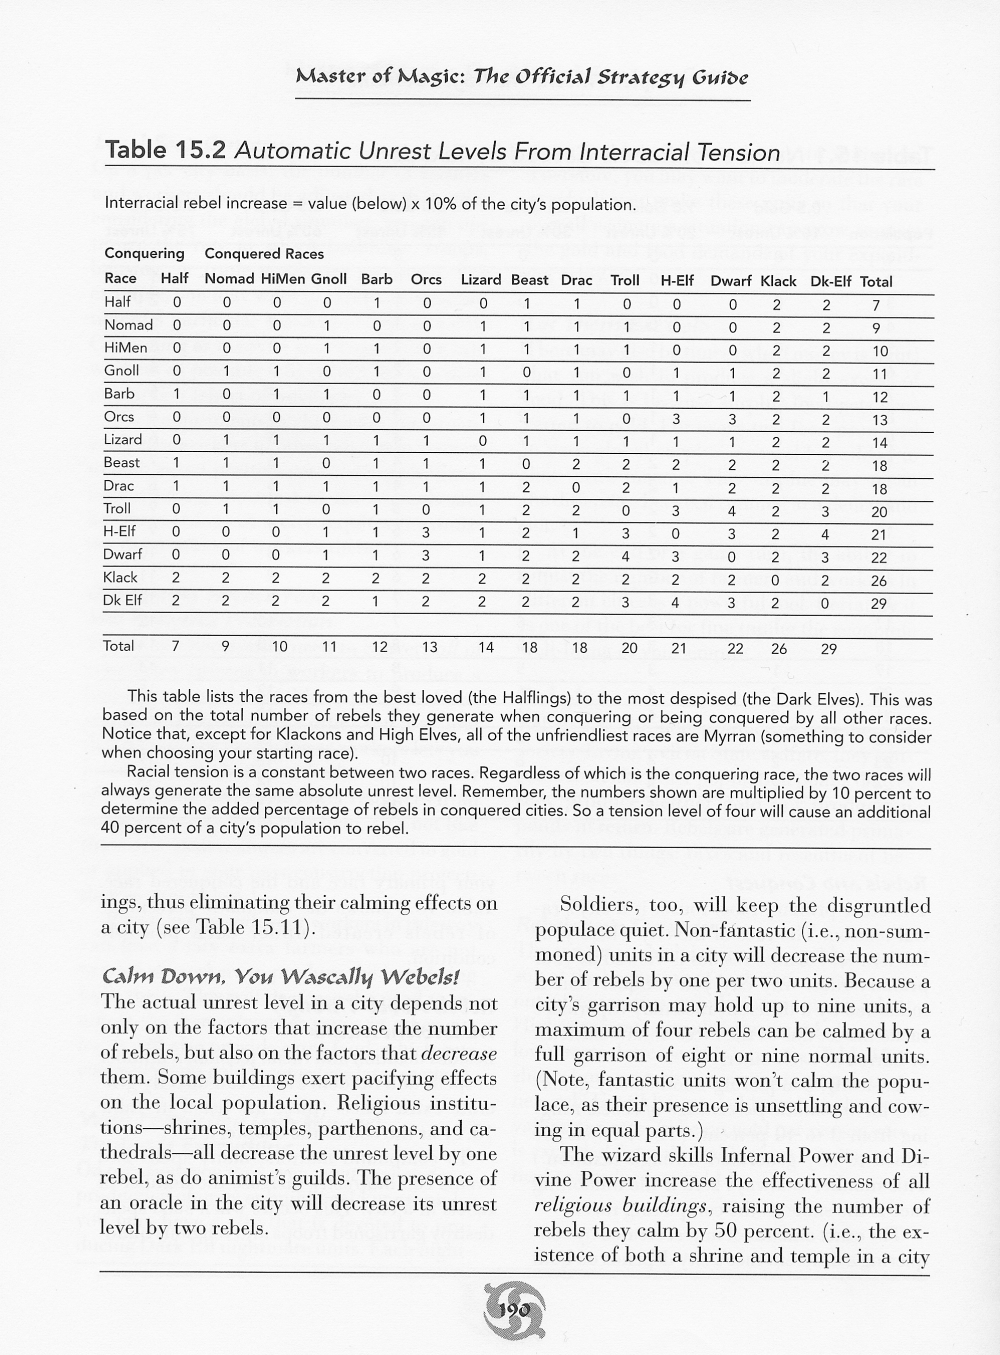 Master of Magic: The Official Strategy Guide
Table 15.2 Automatic Unrest Levels From Interracial Tension
Interracial rebel increase = value (below) x 10% of the city's population.
Conquering Conquered Races
Race Half Nomad HiMen Gnoll Barb Orcs Lizard Beast Drac Troll H-Elf Dwarf Klack Dk-Elf Total
Half 0 0 0 0 1 0 0 1 1 0 0 0 2 2 7
Nomad 0 0 0 1 0 0 1 1 1 1 0 0 2 2 9
HiMen 0 0 0 1 1 0 1 1 1 1 0 0 2 2 10
Gnoll 0 1 1 0 1 0 1 0 1 0 1 1 2 2 11
Barb 1 0 1 1 0 0 1 1 1 1 1 1 2 1 12
Orcs 0 0 0 0 0 0 1 1 1 0 3 3 2 2 13
Lizard 0 1 1 1 1 1 0 1 1 1 1 1 2 2 14
Beast 1 1 1 0 1 1 1 0 2 2 2 2 2 2 18
Drac 1 1 1 1 1 1 1 2 0 2 1 2 2 2 18
Troll 0 1 1 0 1 0 1 2 2 0 3 4 2 3 20
H-Elf 0 0 0 1 1 3 1 2 1 3 0 3 2 4 21
Dwarf 0 0 0 1 1 3 1 2 2 4 3 0 2 3 22
Klack 2 2 2 2 2 2 2 2 2 2 2 2 0 2 26
Dk Elf 2 2 2 2 1 2 2 2 2 3 4 3 2 0 29
Total 7 9 10 11 12 13 14 18 18 20 21 22 26 29
This table lists the races from the best loved (the Halflings) to the most despised (the Dark Elves). This was
based on the total number of rebels they generate when conquering or being conquered by all other races.
Notice that, except for Klackons and High Elves, all of the unfriendliest races are Myrran (something to consider
when choosing your starting race).
Racial tension is a constant between two races. Regardless of which is the conquering race, the two races will
always generate the same absolute unrest level. Remember, the numbers shown are multiplied by 10 percent to
determine the added percentage of rebels in conquered cities. So a tension level of four will cause an additional
40 percent of a city's population to rebel.
ings, thus eliminating their calming effects on
a city (see Table 15.11).
Calm Down, You Wascally Webels!
The actual unrest level in a city depends not
only on the factors that increase the number
of rebels, but also on the factors that decrease
them. Some buildings exert pacifying effects
on the local population. Religious institu-
tions—shrines, temples, parthenons, and ca-
thedrals—all decrease the unrest level by one
rebel, as do animist's guilds. The presence of
an oracle in the city will decrease its unrest
level by two rebels.
Soldiers, too, will keep the disgruntled
populace quiet. Non-fantastic (i.e., non-sum-
moned) units in a city will decrease the num-
ber of rebels by one per two units. Because a
city's garrison may hold up to nine units, a
maximum of four rebels can be calmed by a
full garrison of eight or nine normal units.
(Note, fantastic units won't calm the popu-
lace, as their presence is unsettling and cow-
ing in equal parts.)
The wizard skills Infernal Power and Di-
vine Power increase the effectiveness of all
religious buildings, raising the number of
rebels they calm by 50 percent. (i.e., the ex-
istence of both a shrine and temple in a city
190